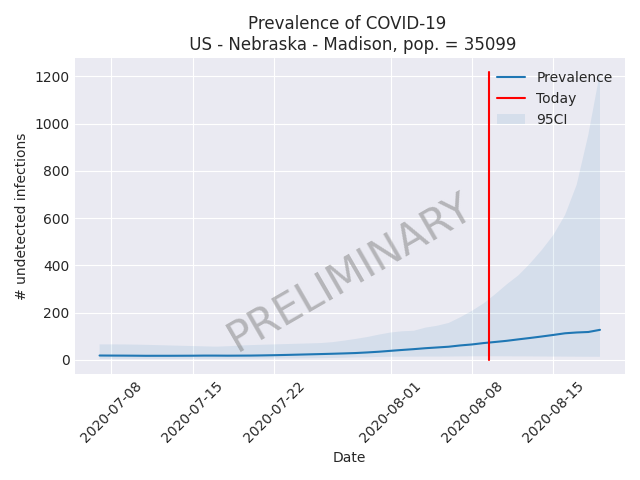 Prevalence of COVID-19
US - Nebraska - Madison, pop. = 35099
1200
1000
800
600
400
200
0
# undetected infections
Prevalence
Today
95CI
PRELIMINARY
2020-07-08
2020-07-15
2020-07-22
2020-08-01
2020-08-08
2020-08-15
Date